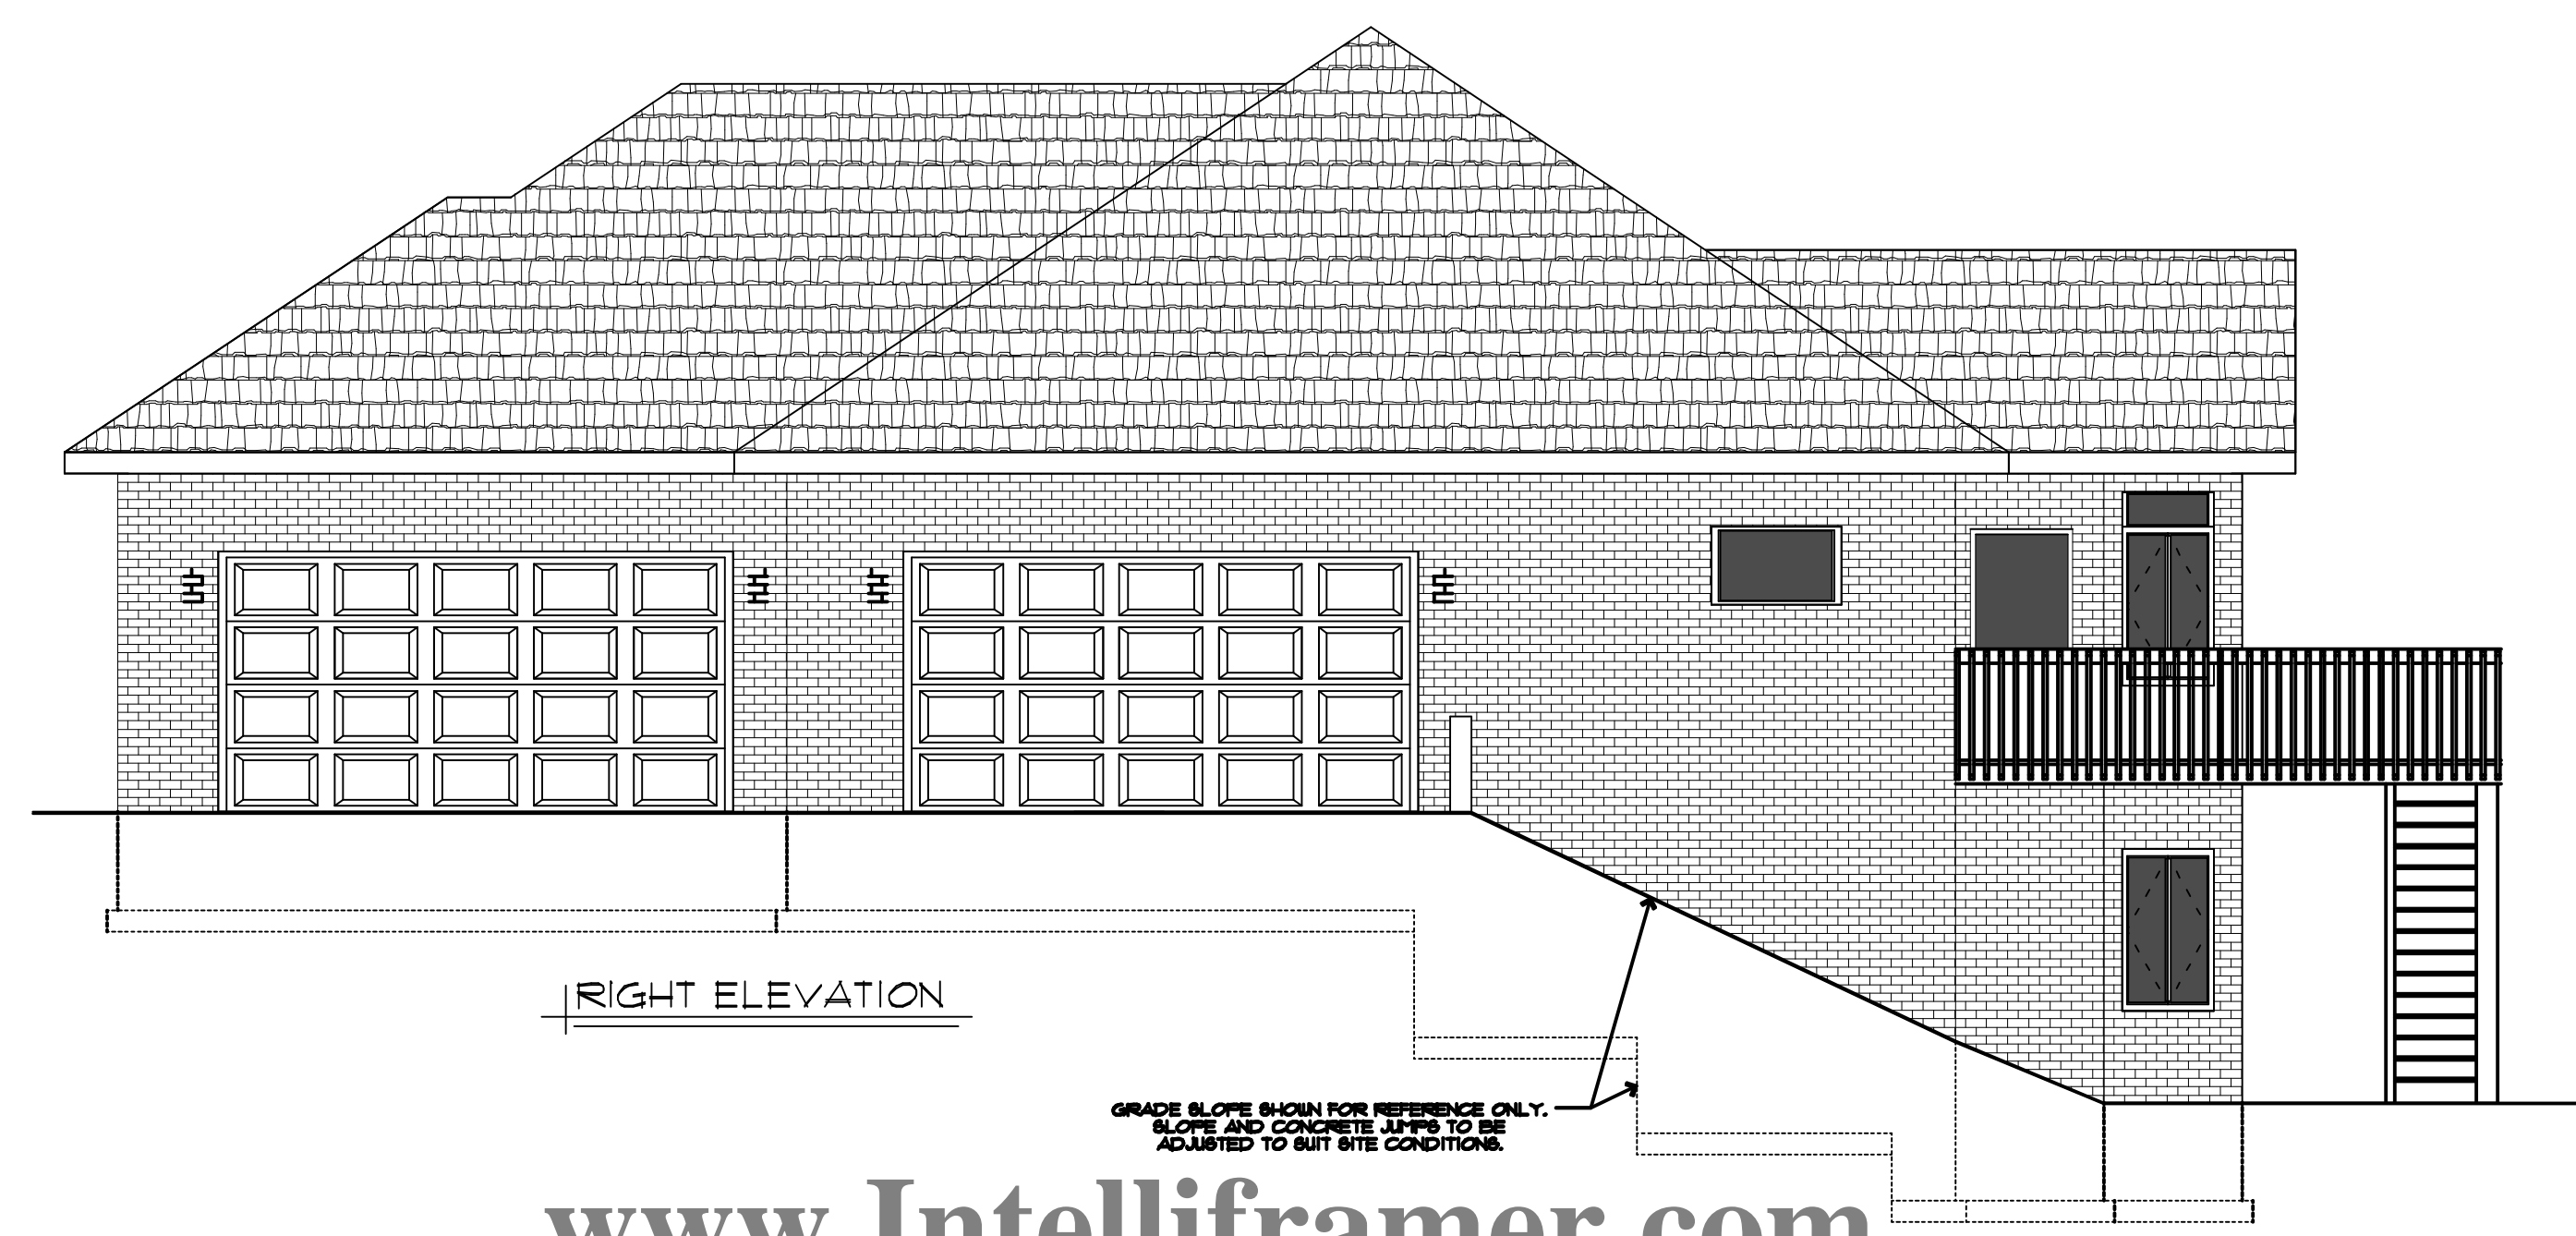 RIGHT ELEVATION
GRADE SLOPE SHOWN FOR REFERENCE ONLY.
SLOPE AND CONCRETE JUMPS TO BE
ADJUSTED TO SUIT SITE CONDITIONS.
www.Intelliframer.com